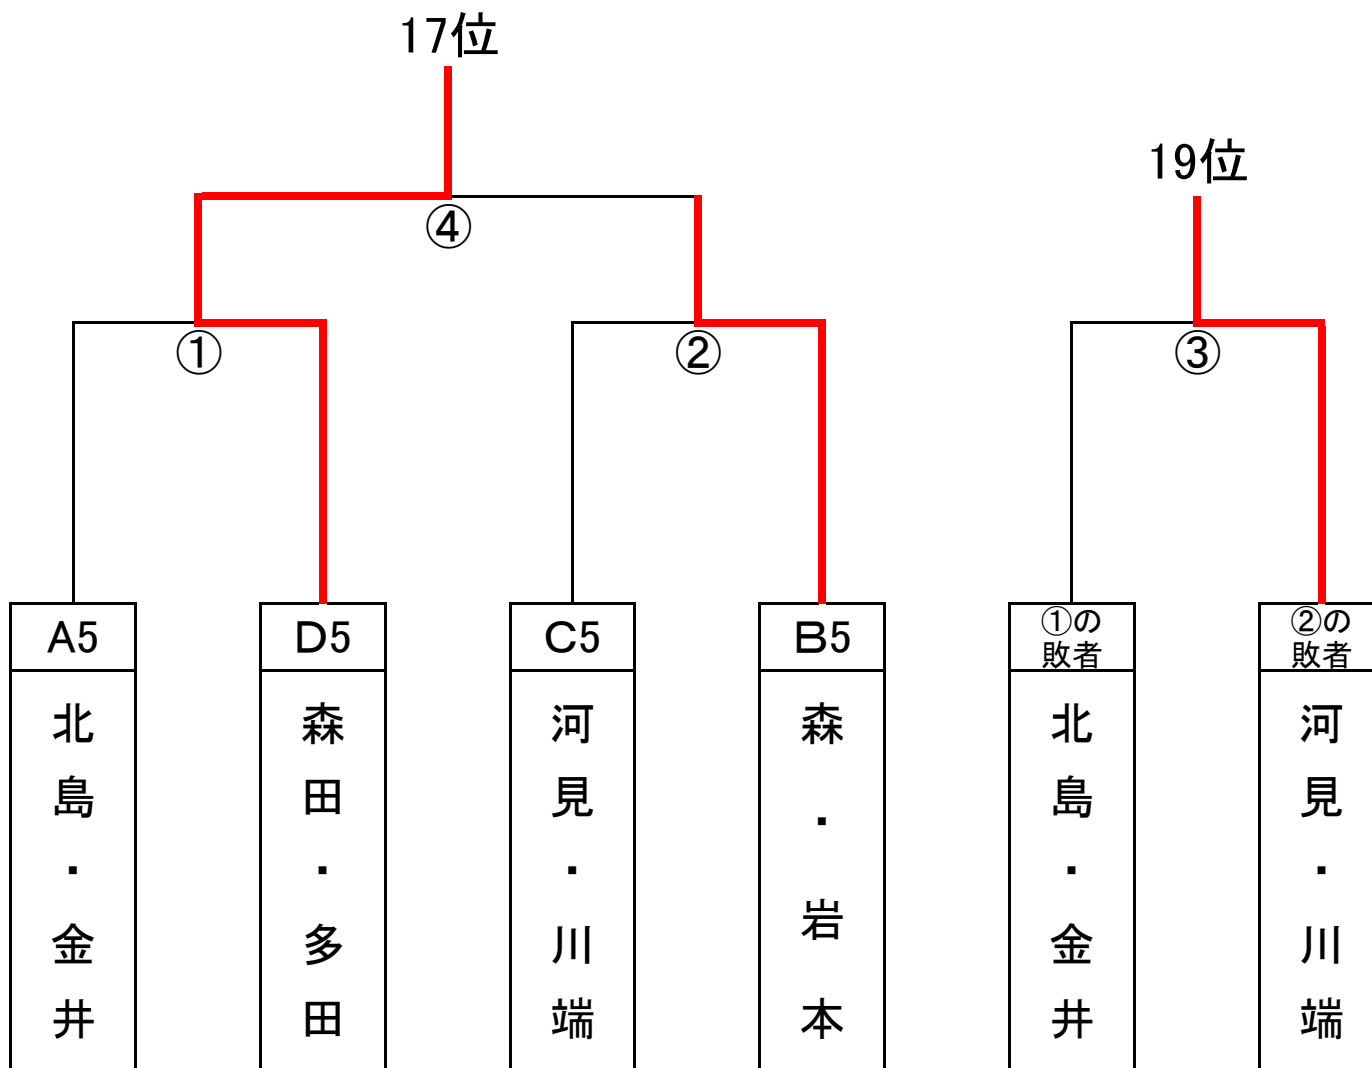 17位
19位
④
①
②
③
A5
D5
C5
B5
①の
敗者
②の
敗者
北島・金井
森田・多田
河見・川端
森・岩本
北島・金井
河見・川端